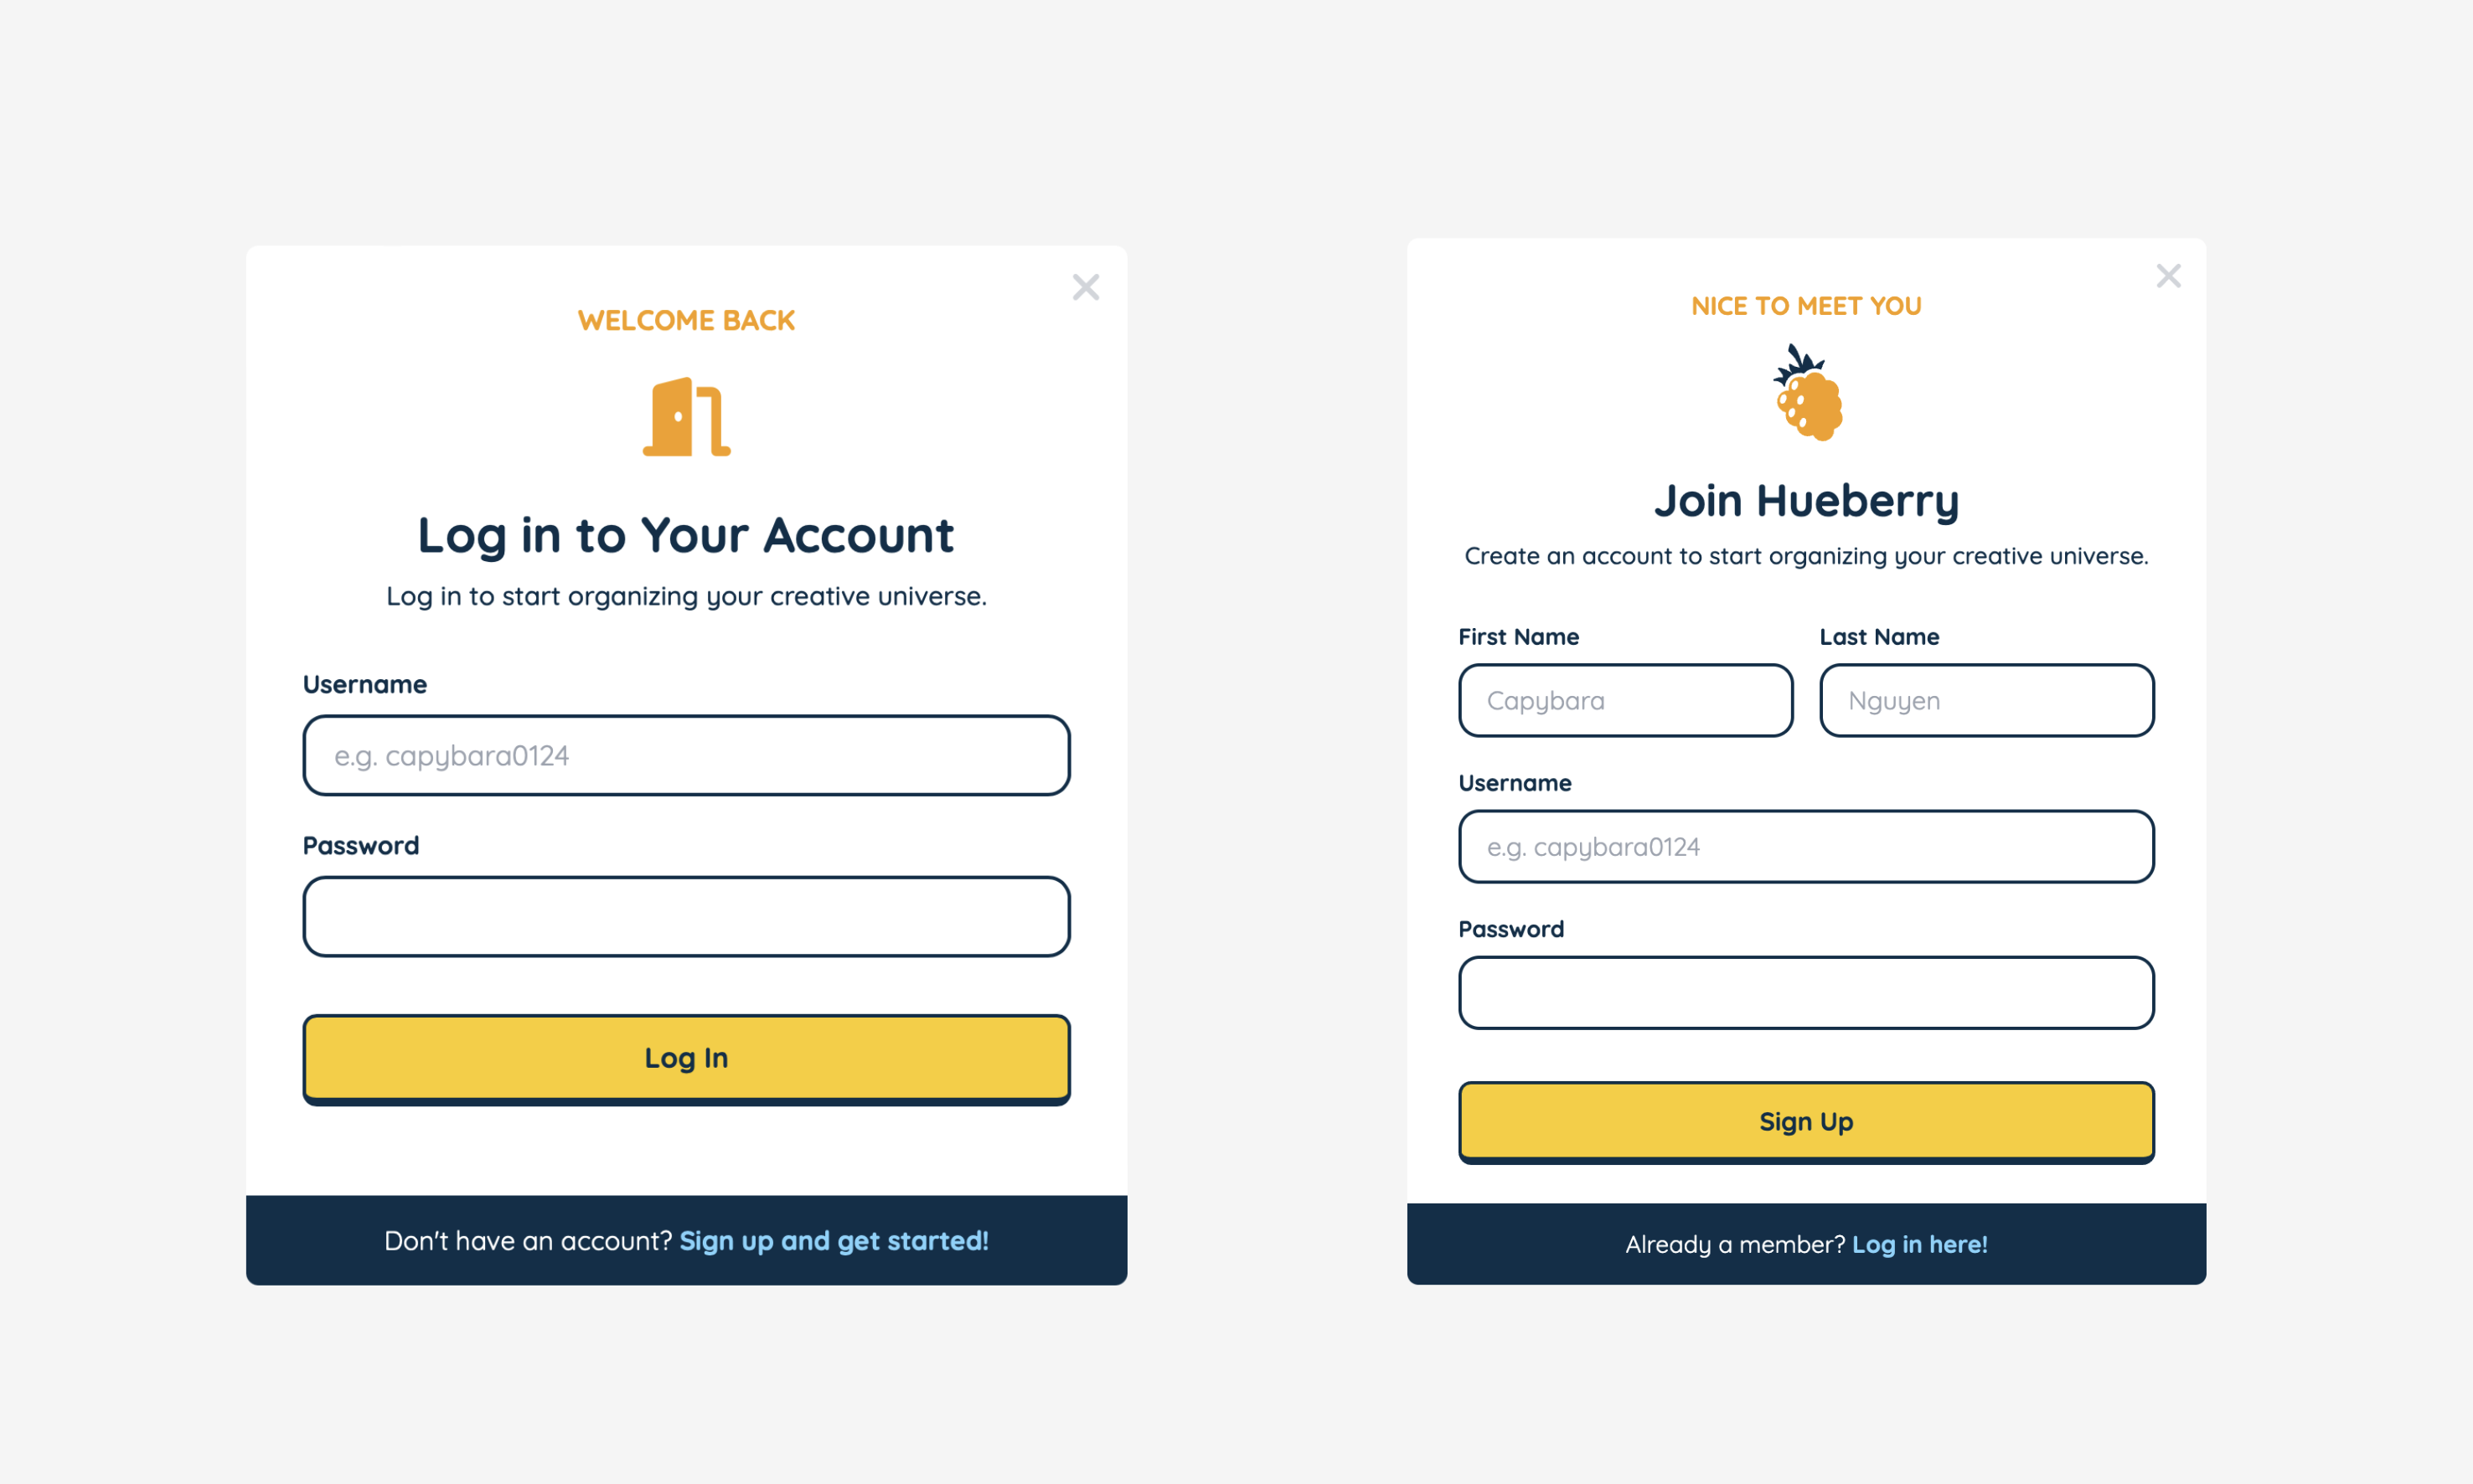 WELCOME BACK
Log in to Your Account
Log in to start organizing your creative universe.
Username
e.g. capybara0124
Password
Log In
Don't have an account? Sign up and get started!
NICE TO MEET YOU
Join Hueberry
Create an account to start organizing your creative universe.
First Name Last Name
Capybara Nguyen
Username
e.g. capybara0124
Password
Sign Up
Already a member? Log in here!